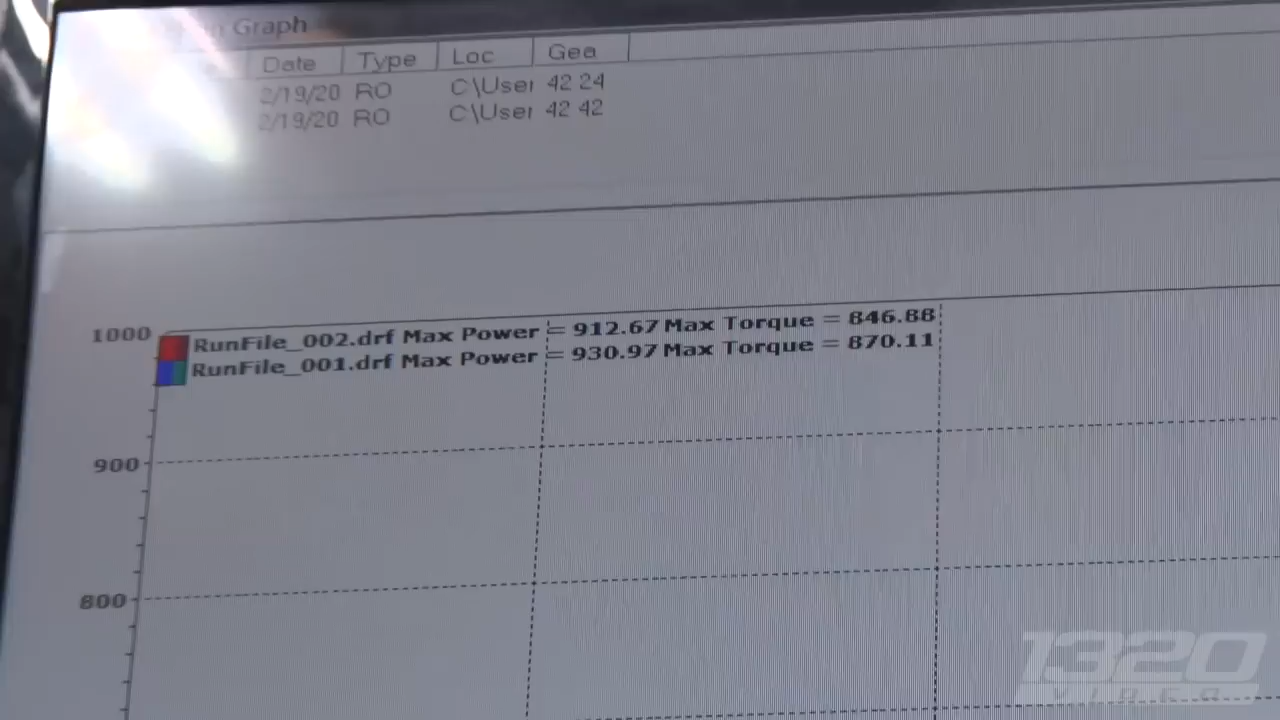 Graph
Date Type Loc Gea
2/19/20 RO C\User 42 24
2/19/20 RO C\User 42 42
1000
RunFile_002.drf Max Power = 912.67 Max Torque = 846.88
RunFile_001.drf Max Power = 930.97 Max Torque = 870.11
900
800
1320
VIDEO